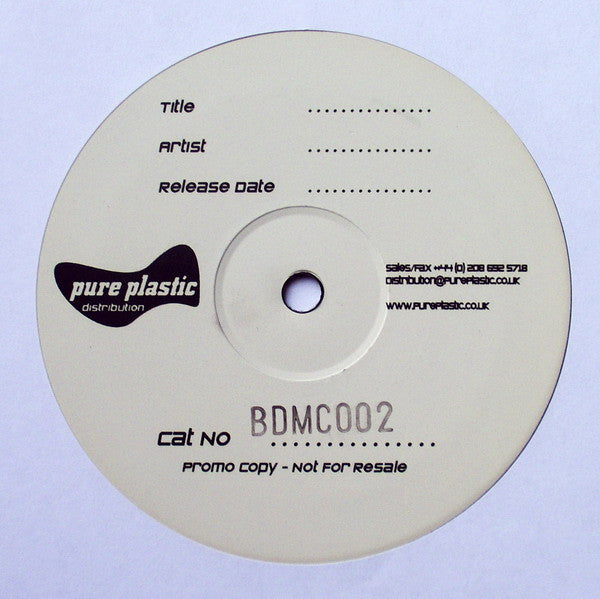 Title ...............
Artist ...............
Release Date ...............
pure plastic
distribution
Sales/Fax ++44 (0) 208 692 5718
Distribution@pureplastic.co.uk
www.pureplastic.co.uk
Cat No BDMC002
Promo Copy - Not For Resale